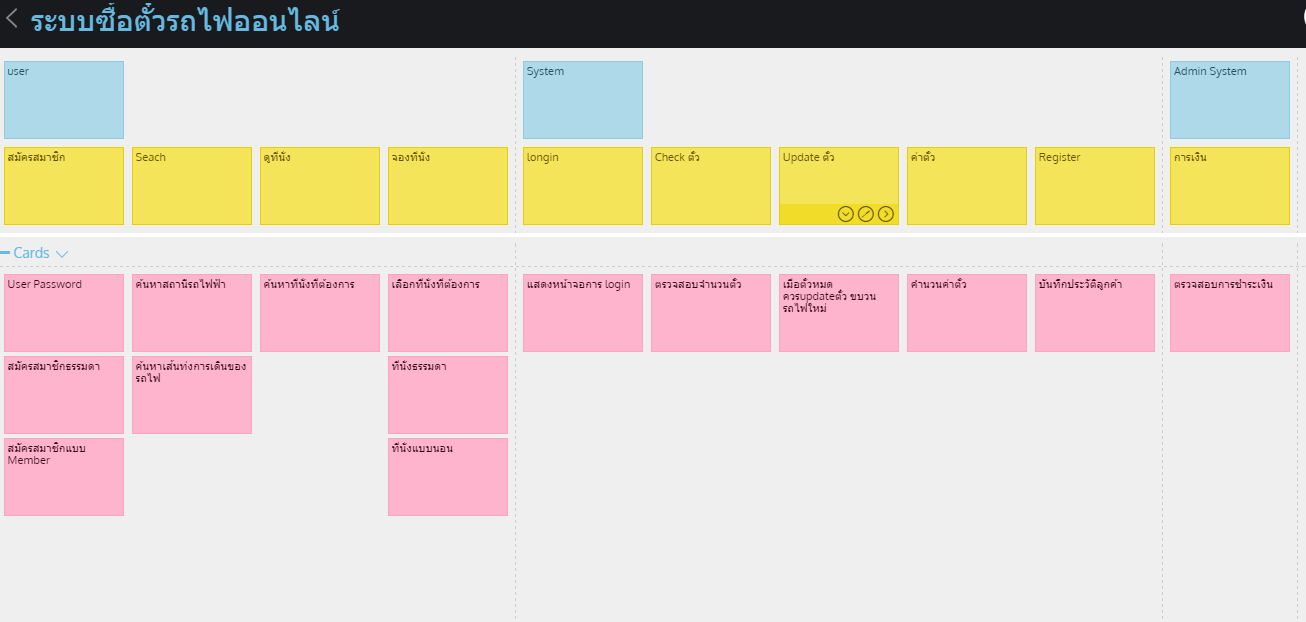 ระบบซื้อตั๋วรถไฟออนไลน์
user
System
Admin System
สมัครสมาชิก
Seach
ดูที่นั่ง
จองที่นั่ง
longin
Check ตั๋ว
Update ตั๋ว
ค่าตั๋ว
Register
การเงิน
Cards
User Password
ค้นหาสถานีรถไฟฟ้า
ค้นหาที่นั่งที่ต้องการ
เลือกที่นั่งที่ต้องการ
แสดงหน้าจอการ login
ตรวจสอบจำนวนตั๋ว
เมื่อตั๋วหมด
ควรupdateตั๋ว ขบวน
รถไฟใหม่
คำนวนค่าตั๋ว
บันทึกประวัติลูกค้า
ตรวจสอบการชำระเงิน
สมัครสมาชิกธรรมดา
ค้นหาเส้นท่งการเดินของ
รถไฟ
ที่นั่งธรรมดา
สมัครสมาชิกแบบ
Member
ที่นั่งแบบนอน